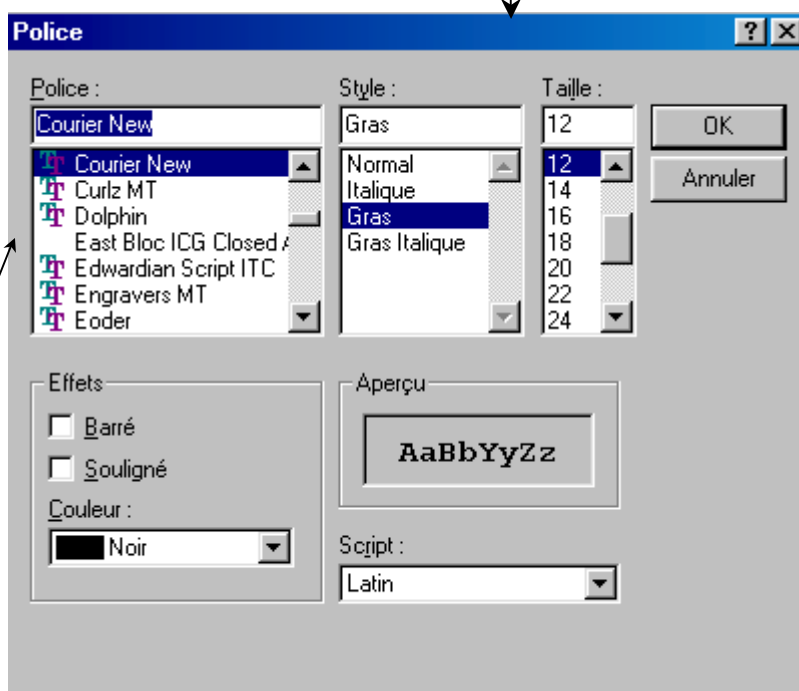 Police
Police :
Courier New
Courier New
Curlz MT
Dolphin
East Bloc ICG Closed
Edwardian Script ITC
Engravers MT
Eoder
Style :
Gras
Normal
Italique
Gras
Gras Italique
Taille :
12
12
14
16
18
20
22
24
OK
Annuler
Effets
Barré
Souligné
Couleur :
Noir
Aperçu
AaBbYyZz
Script :
Latin